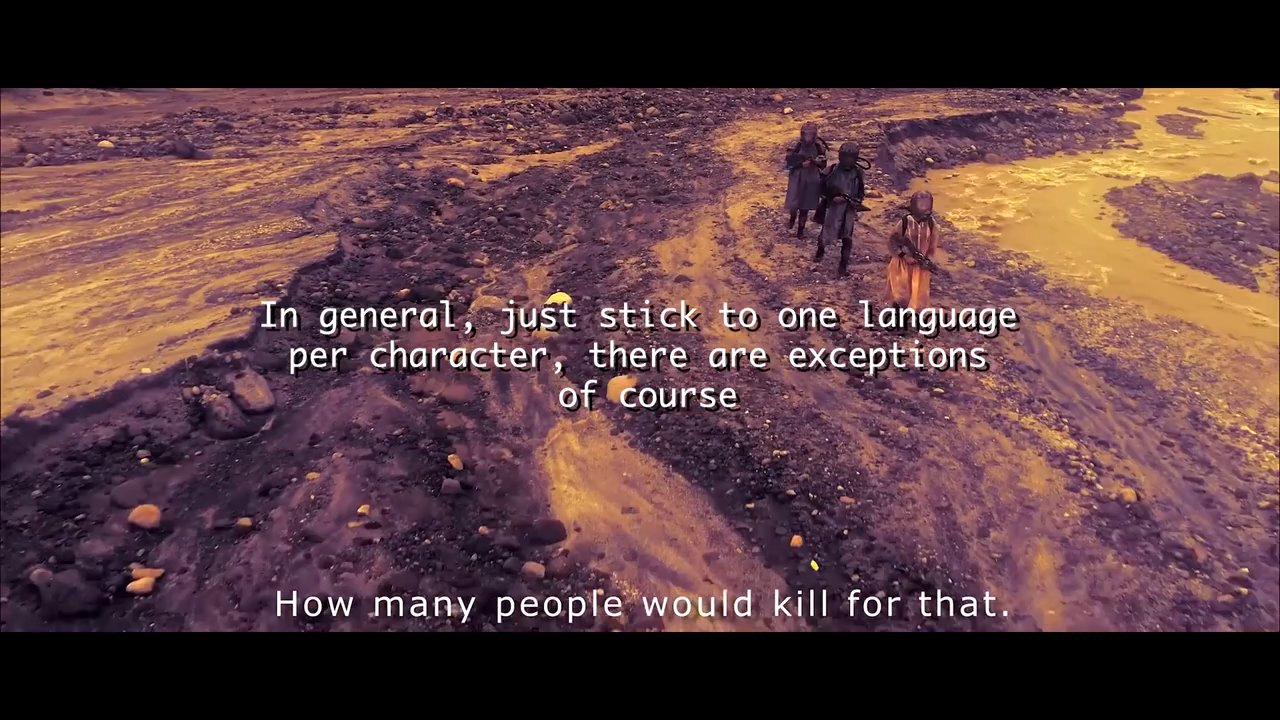 In general, just stick to one language
per character, there are exceptions
of course
How many people would kill for that.